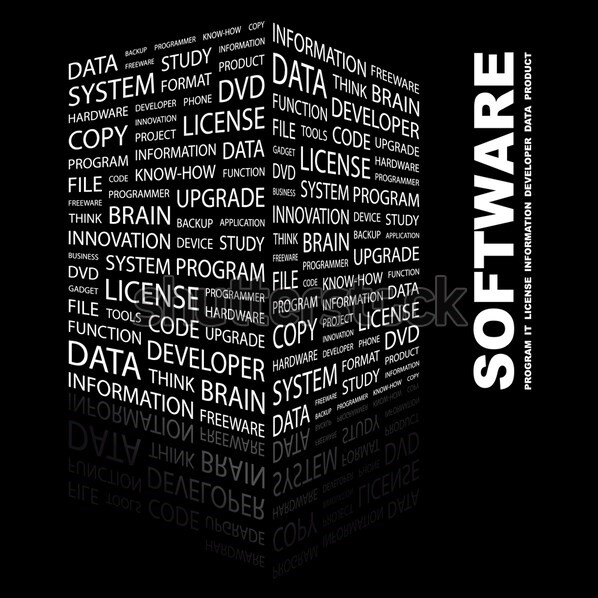 DATA BACKUP PROGRAMMER KNOW-HOW COPY
SYSTEM FREEWARE STUDY INFORMATION
FORMAT PRODUCT
HARDWARE DEVELOPER PHONE DVD
COPY INNOVATION PROJECT LICENSE
PROGRAM INFORMATION DATA
FILE CODE KNOW-HOW FUNCTION
FREEWARE PROGRAMMER UPGRADE
THINK BRAIN BACKUP APPLICATION
INNOVATION DEVICE STUDY
BUSINESS SYSTEM PROGRAM
DVD
GADGET LICENSE PROGRAMMER
FILE TOOLS CODE HARDWARE
UPGRADE
FUNCTION DEVELOPER
DATA THINK BRAIN
INFORMATION FREEWARE
INFORMATION FREEWARE
DATA THINK BRAIN
FUNCTION DEVELOPER
FILE TOOLS CODE UPGRADE
GADGET LICENSE HARDWARE
DVD PROGRAMMER
BUSINESS SYSTEM PROGRAM
INNOVATION DEVICE STUDY
THINK BRAIN BACKUP APPLICATION
FREEWARE PROGRAMMER UPGRADE
FILE CODE KNOW-HOW FUNCTION
PROGRAM INFORMATION DATA
COPY PROJECT INNOVATION LICENSE
HARDWARE DEVELOPER PHONE DVD
SYSTEM FORMAT PRODUCT
FREEWARE STUDY INFORMATION
DATA BACKUP PROGRAMMER KNOW-HOW COPY
SOFTWARE
PROGRAM IT LICENSE INFORMATION DEVELOPER DATA PRODUCT
shutterstock